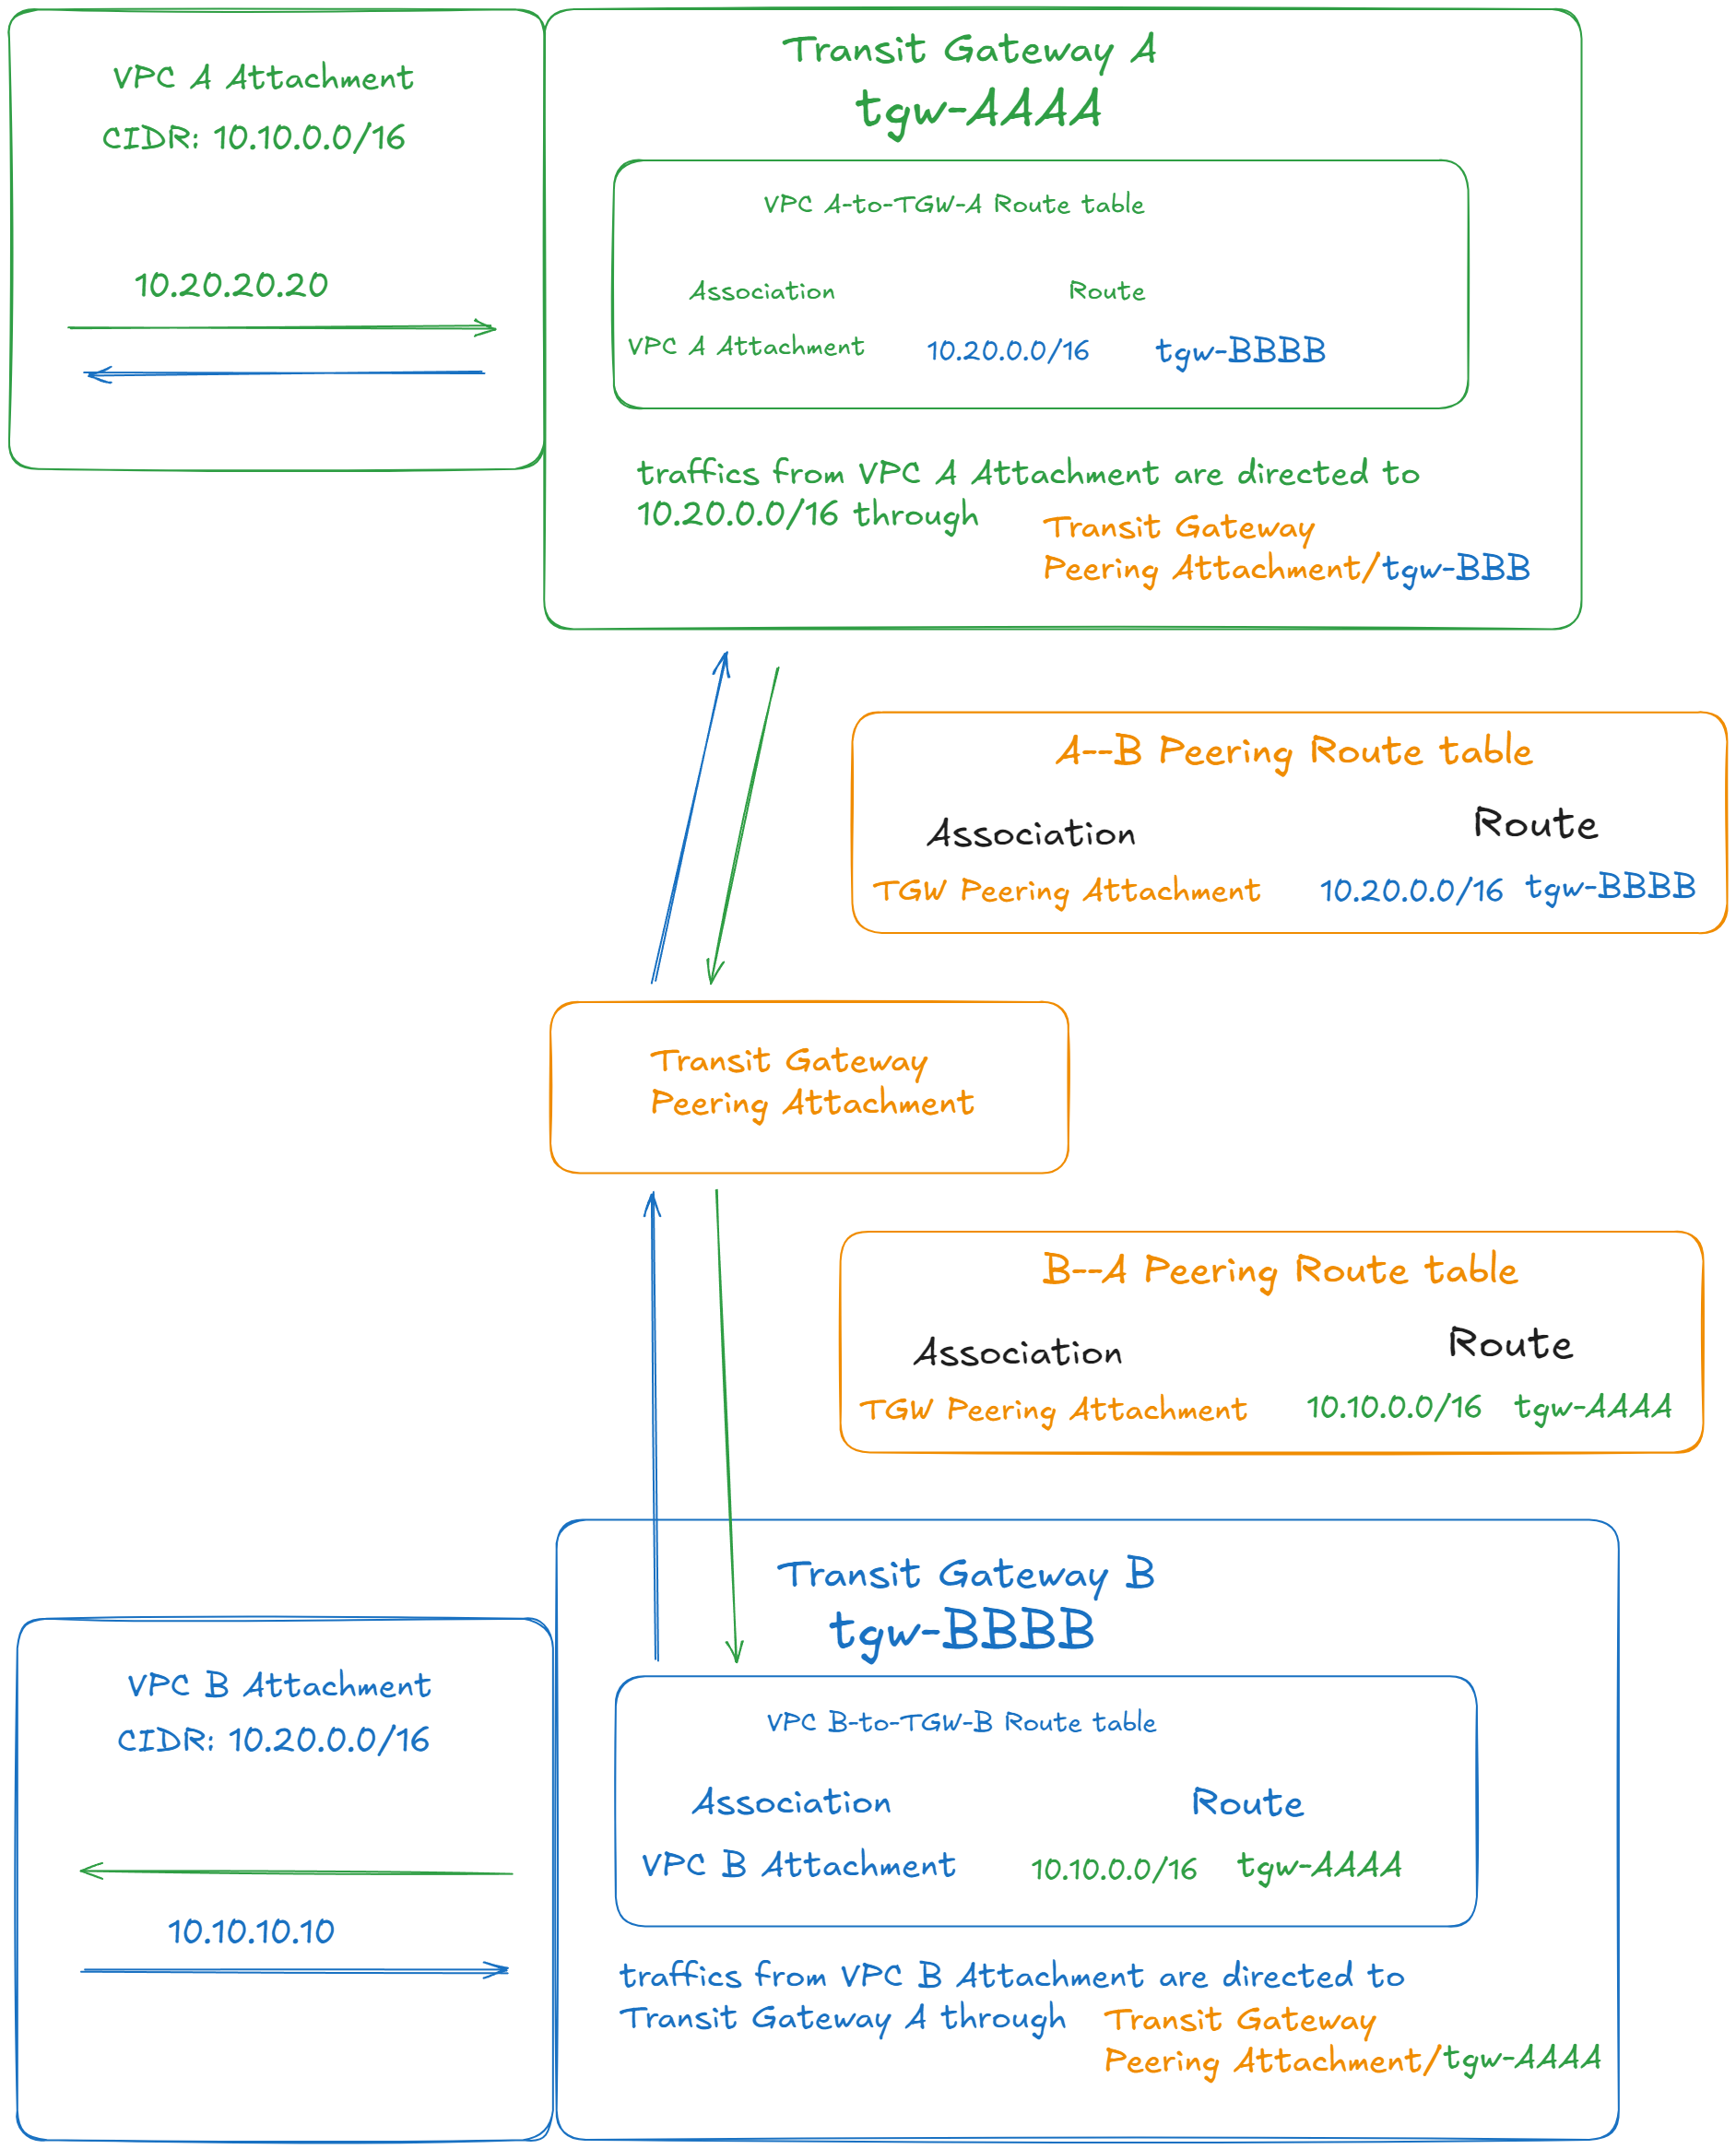 VPC A Attachment
CIDR: 10.10.0.0/16
10.20.20.20
Transit Gateway A
tgw-AAAA
VPC A-to-TGW-A Route table
Association Route
VPC A Attachment 10.20.0.0/16 tgw-BBBB
traffics from VPC A Attachment are directed to
10.20.0.0/16 through
Transit Gateway
Peering Attachment/tgw-BBB
A--B Peering Route table
Association Route
TGW Peering Attachment 10.20.0.0/16 tgw-BBBB
Transit Gateway
Peering Attachment
B--A Peering Route table
Association Route
TGW Peering Attachment 10.10.0.0/16 tgw-AAAA
Transit Gateway B
tgw-BBBB
VPC B Attachment
CIDR: 10.20.0.0/16
10.10.10.10
VPC B-to-TGW-B Route table
Association Route
VPC B Attachment 10.10.0.0/16 tgw-AAAA
traffics from VPC B Attachment are directed to
Transit Gateway A through
Transit Gateway
Peering Attachment/tgw-AAAA